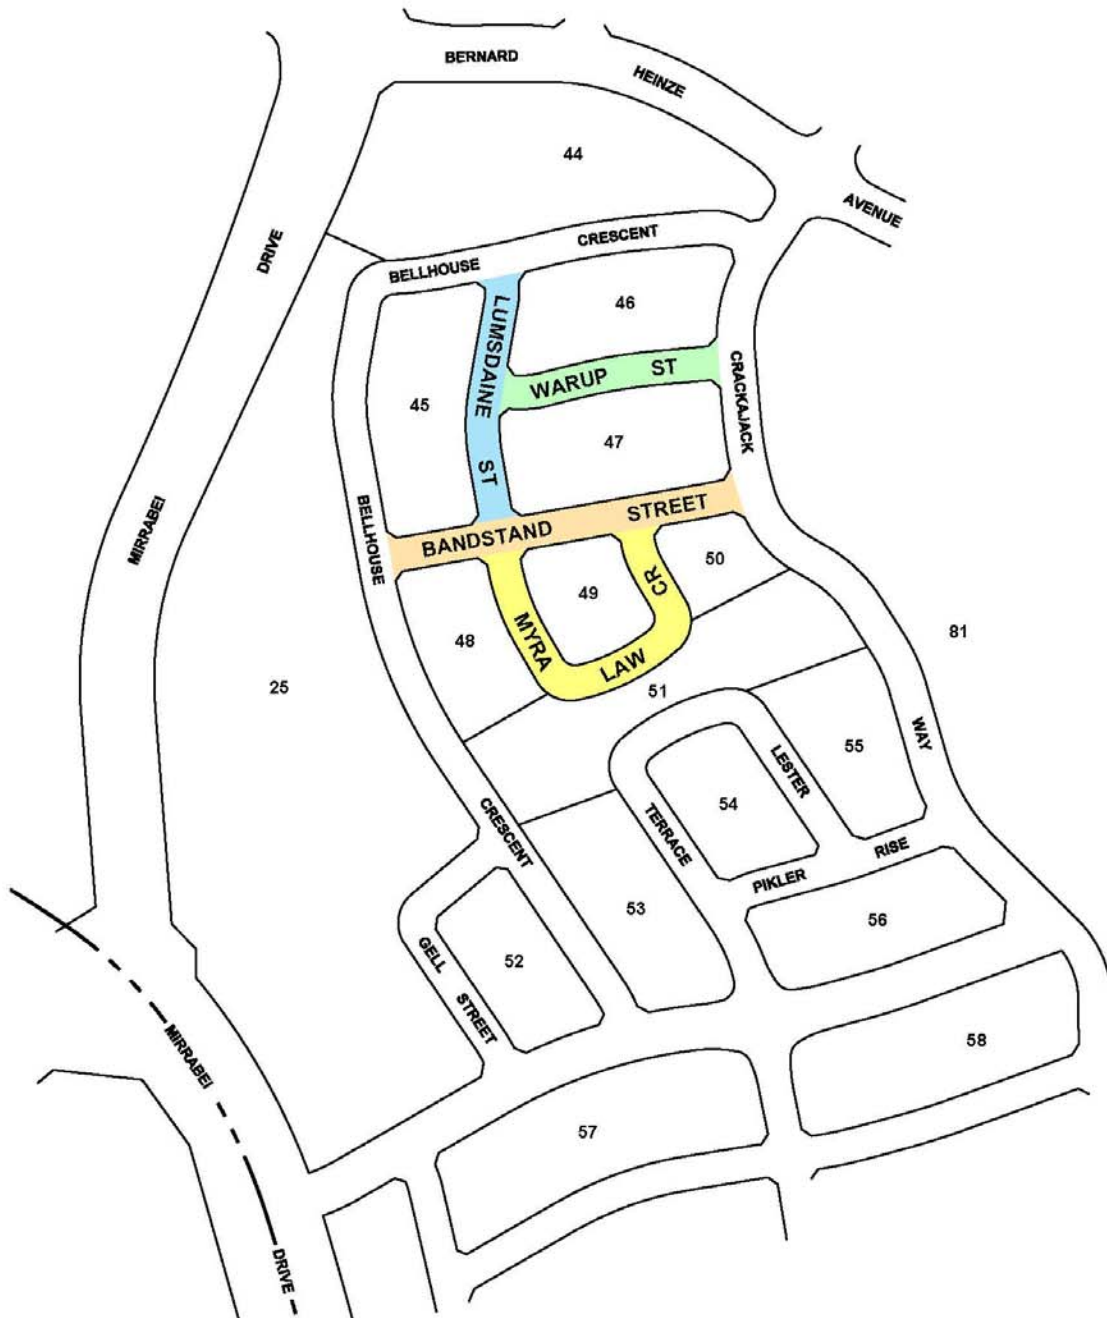 BERNARD
HEINZE
AVENUE
44
DRIVE
CRESCENT
BELLHOUSE
LUMSDAINE
ST
46
WARUP ST
45
47
CRACKAJACK
MIRRABEI
BELLHOUSE
BANDSTAND STREET
50
CR
49
48
MYRA
LAW
81
25
51
WAY
55
LESTER
54
CRESCENT
TERRACE
RISE
PIKLER
53
56
GELL
52
STREET
MIRRABEI
58
57
DRIVE